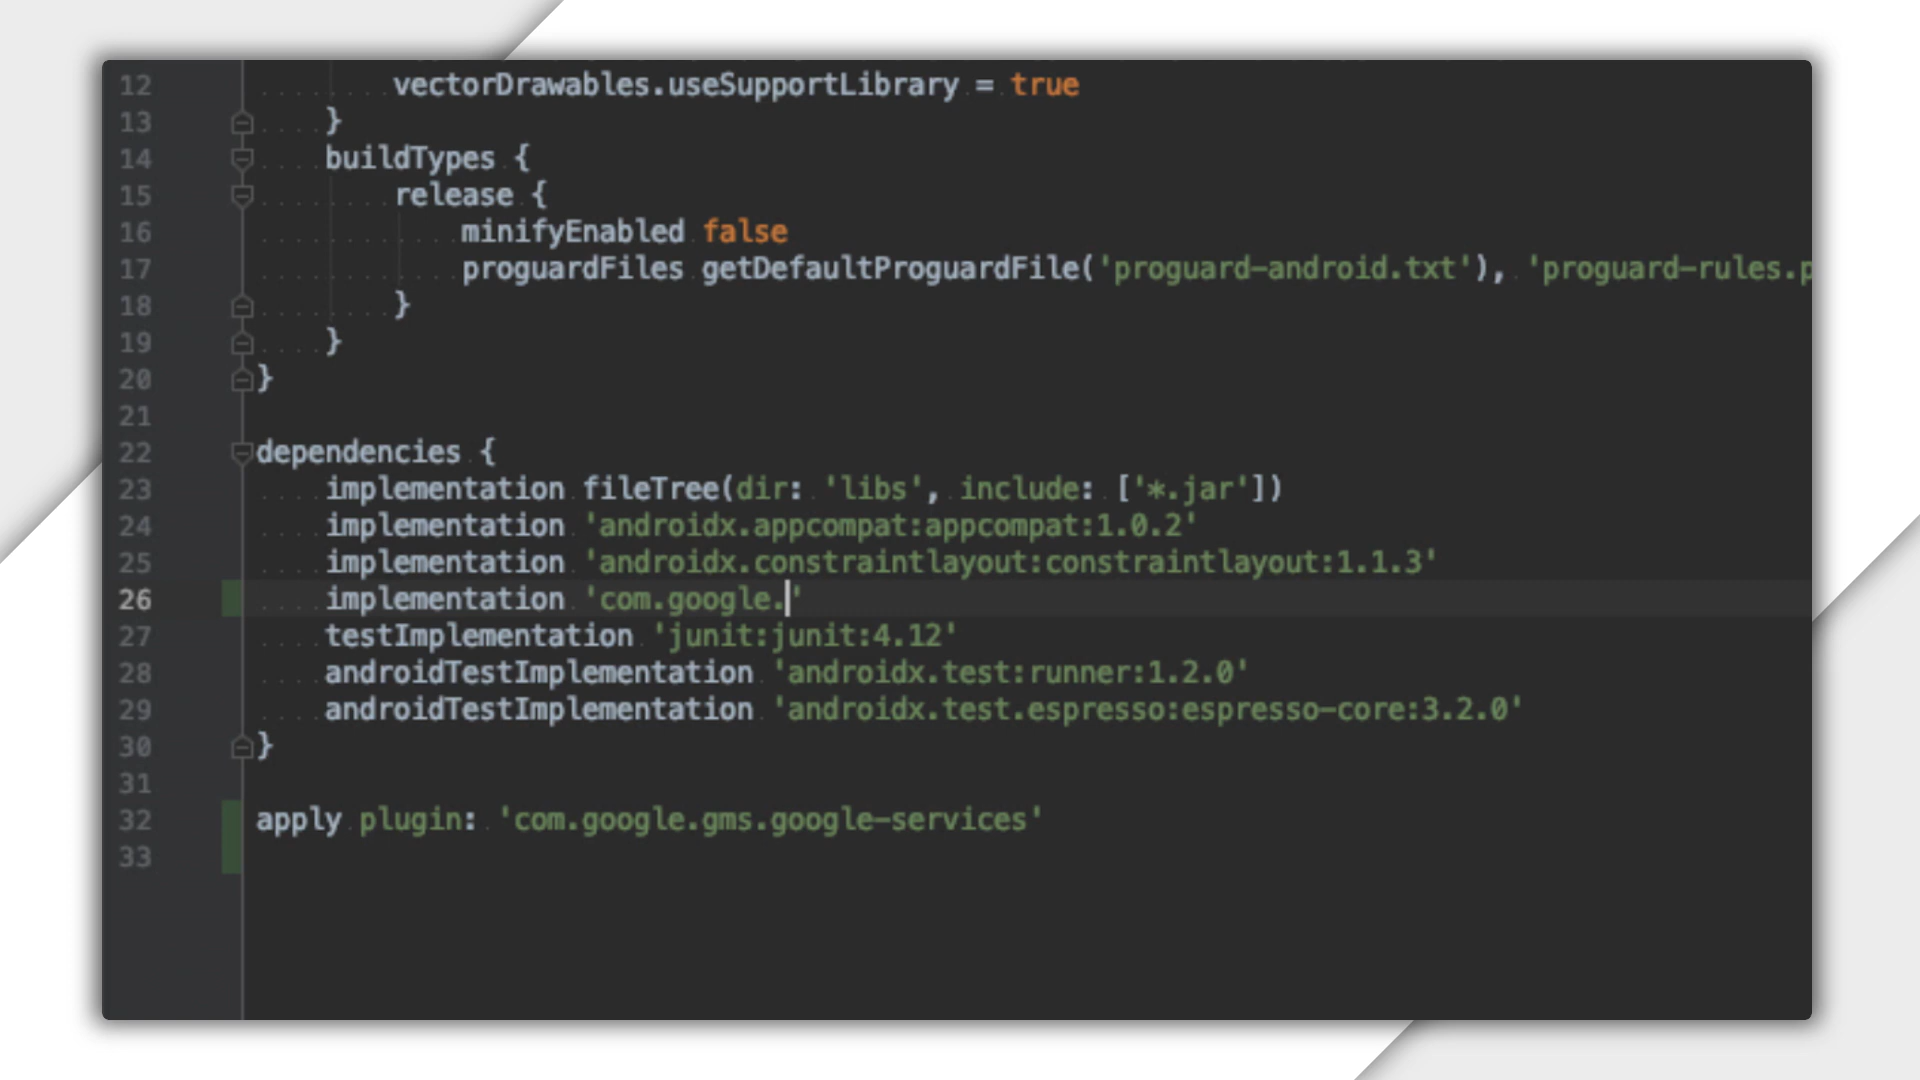 12 vectorDrawables.useSupportLibrary = true
13 }
14 buildTypes {
15 release {
16 minifyEnabled false
17 proguardFiles getDefaultProguardFile('proguard-android.txt'), 'proguard-rules.p
18 }
19 }
20 }
21
22 dependencies {
23 implementation fileTree(dir: 'libs', include: ['*.jar'])
24 implementation 'androidx.appcompat:appcompat:1.0.2'
25 implementation 'androidx.constraintlayout:constraintlayout:1.1.3'
26 implementation 'com.google.'
27 testImplementation 'junit:junit:4.12'
28 androidTestImplementation 'androidx.test:runner:1.2.0'
29 androidTestImplementation 'androidx.test.espresso:espresso-core:3.2.0'
30 }
31
32 apply plugin: 'com.google.gms.google-services'
33